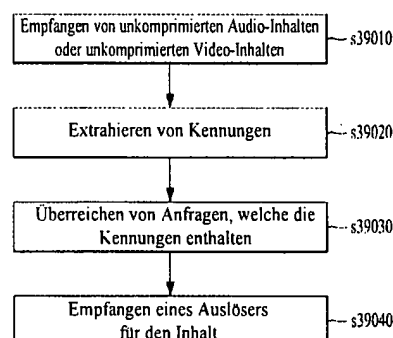 Empfangen von unkomprimierten Audio-Inhalten
oder unkomprimierten Video-Inhalten
s39010
Extrahieren von Kennungen
s39020
Überreichen von Anfragen, welche die
Kennungen enthalten
s39030
Empfangen eines Auslösers
für den Inhalt
s39040